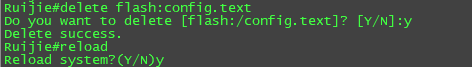 Ruijie#delete flash:config.text
Do you want to delete [flash:/config.text]? [Y/N]:y
Delete success.
Ruijie#reload
Reload system?(Y/N)y